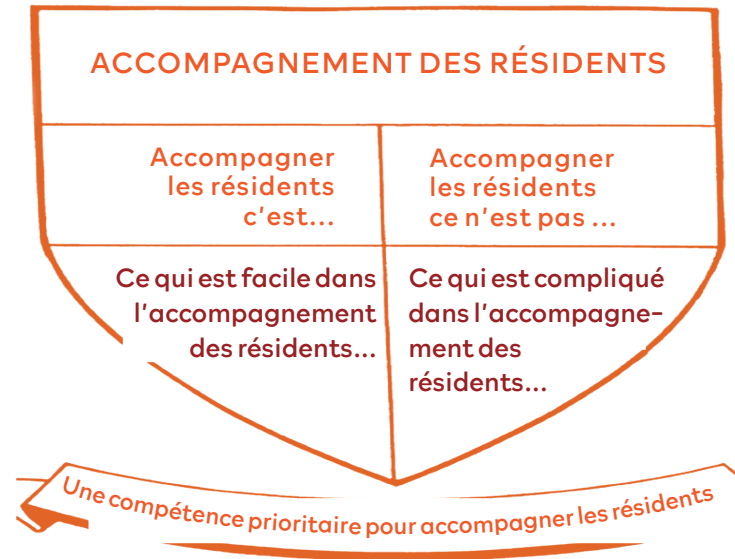 ACCOMPAGNEMENT DES RÉSIDENTS
Accompagner
les résidents
c'est...
Accompagner
les résidents
ce n'est pas ...
Ce qui est facile dans
l'accompagnement
des résidents...
Ce qui est compliqué
dans l'accompagne-
ment des
résidents...
Une compétence prioritaire pour accompagner les résidents